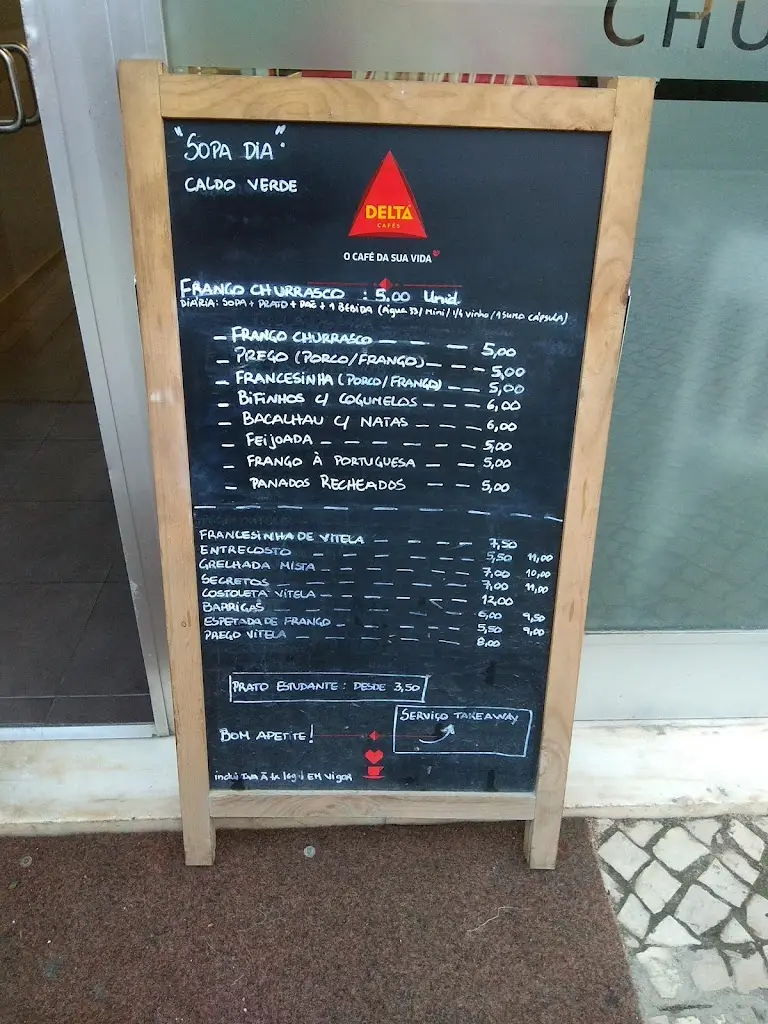 CHU
"SOPA DIA"
CALDO VERDE
DELTA
CAFÉS
O CAFÉ DA SUA VIDA
FRANGO CHURRASCO : 5.00 Unid.
DIÁRIA: SOPA + PRATO + PÃO + 1 BEBIDA (Água 33/ Mini / 1/4 vinho / 1 sumo cápsula)
– FRANGO CHURRASCO – – – 5,00
– PREGO (PORCO/FRANGO) – – – 5,00
– FRANCESINHA (PORCO/FRANGO) – – 5,00
– BIFINHOS C/ COGUMELOS – – – 6,00
– BACALHAU C/ NATAS – – – 6,00
– FEIJOADA – – – – – 5,00
– FRANGO À PORTUGUESA – – 5,00
– PANADOS RECHEADOS – – 5,00
FRANCESINHA DE VITELA – – – – 7,50
ENTRECOSTO – – – – – – 5,50 11,00
GRELHADA MISTA – – – – – 7,00 10,00
SECRETOS – – – – – – 7,00 11,00
COSTOLETA VITELA – – – – – 12,00
BARRIGAS – – – – – – 6,00 9,50
ESPETADA DE FRANGO – – – – 5,50 9,00
PREGO VITELA – – – – – 8,00
PRATO ESTUDANTE : DESDE 3,50
SERVIÇO TAKEAWAY
BOM APETITE!
inclui IVA à tx legal EM Vigor